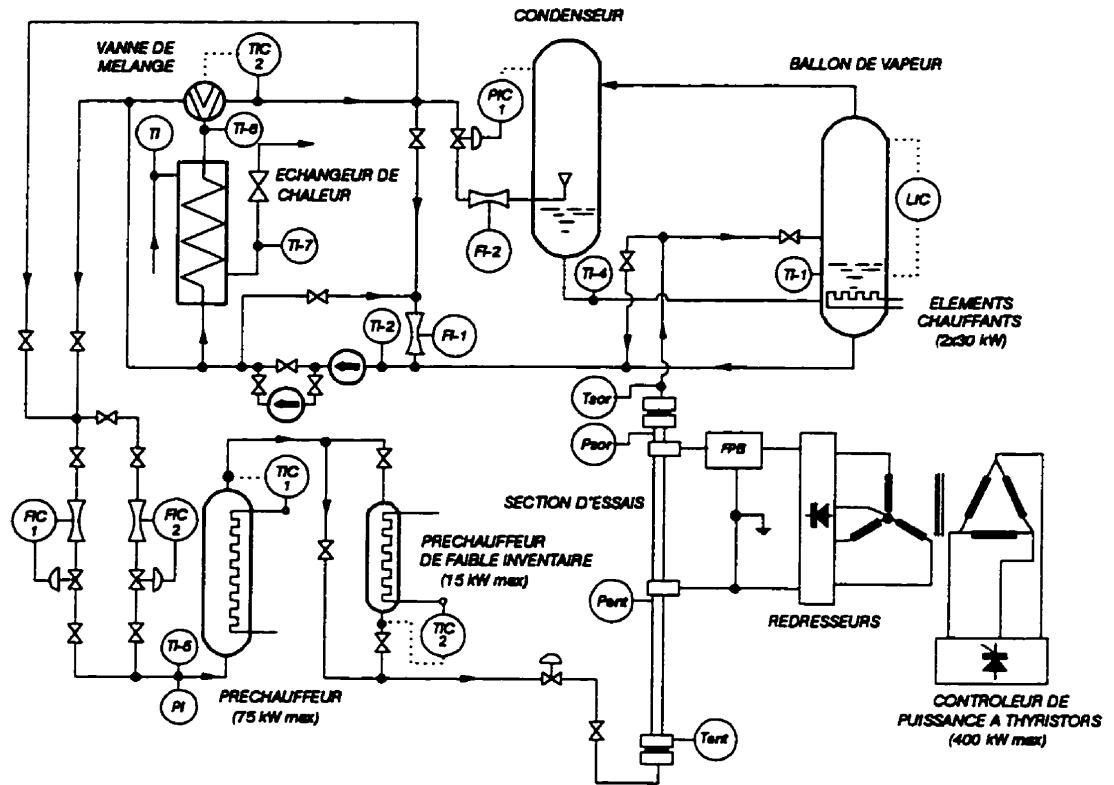 CONDENSEUR
VANNE DE
MELANGE
TIC
2
BALLON DE VAPEUR
PIC
1
TI
TI-6
ECHANGEUR DE
CHALEUR
LIC
FI-2
TI-7
TI-4
TI-1
ELEMENTS
CHAUFFANTS
(2x30 kW)
TI-2
FI-1
Tsor
Psor
FPB
TIC
1
SECTION D'ESSAIS
FIC
1
FIC
2
PRECHAUFFEUR
DE FAIBLE INVENTAIRE
(15 kW max)
Pent
REDRESSEURS
TIC
2
TI-5
PI
PRECHAUFFEUR
(75 kW max)
Tent
CONTROLEUR DE
PUISSANCE A THYRISTORS
(400 kW max)